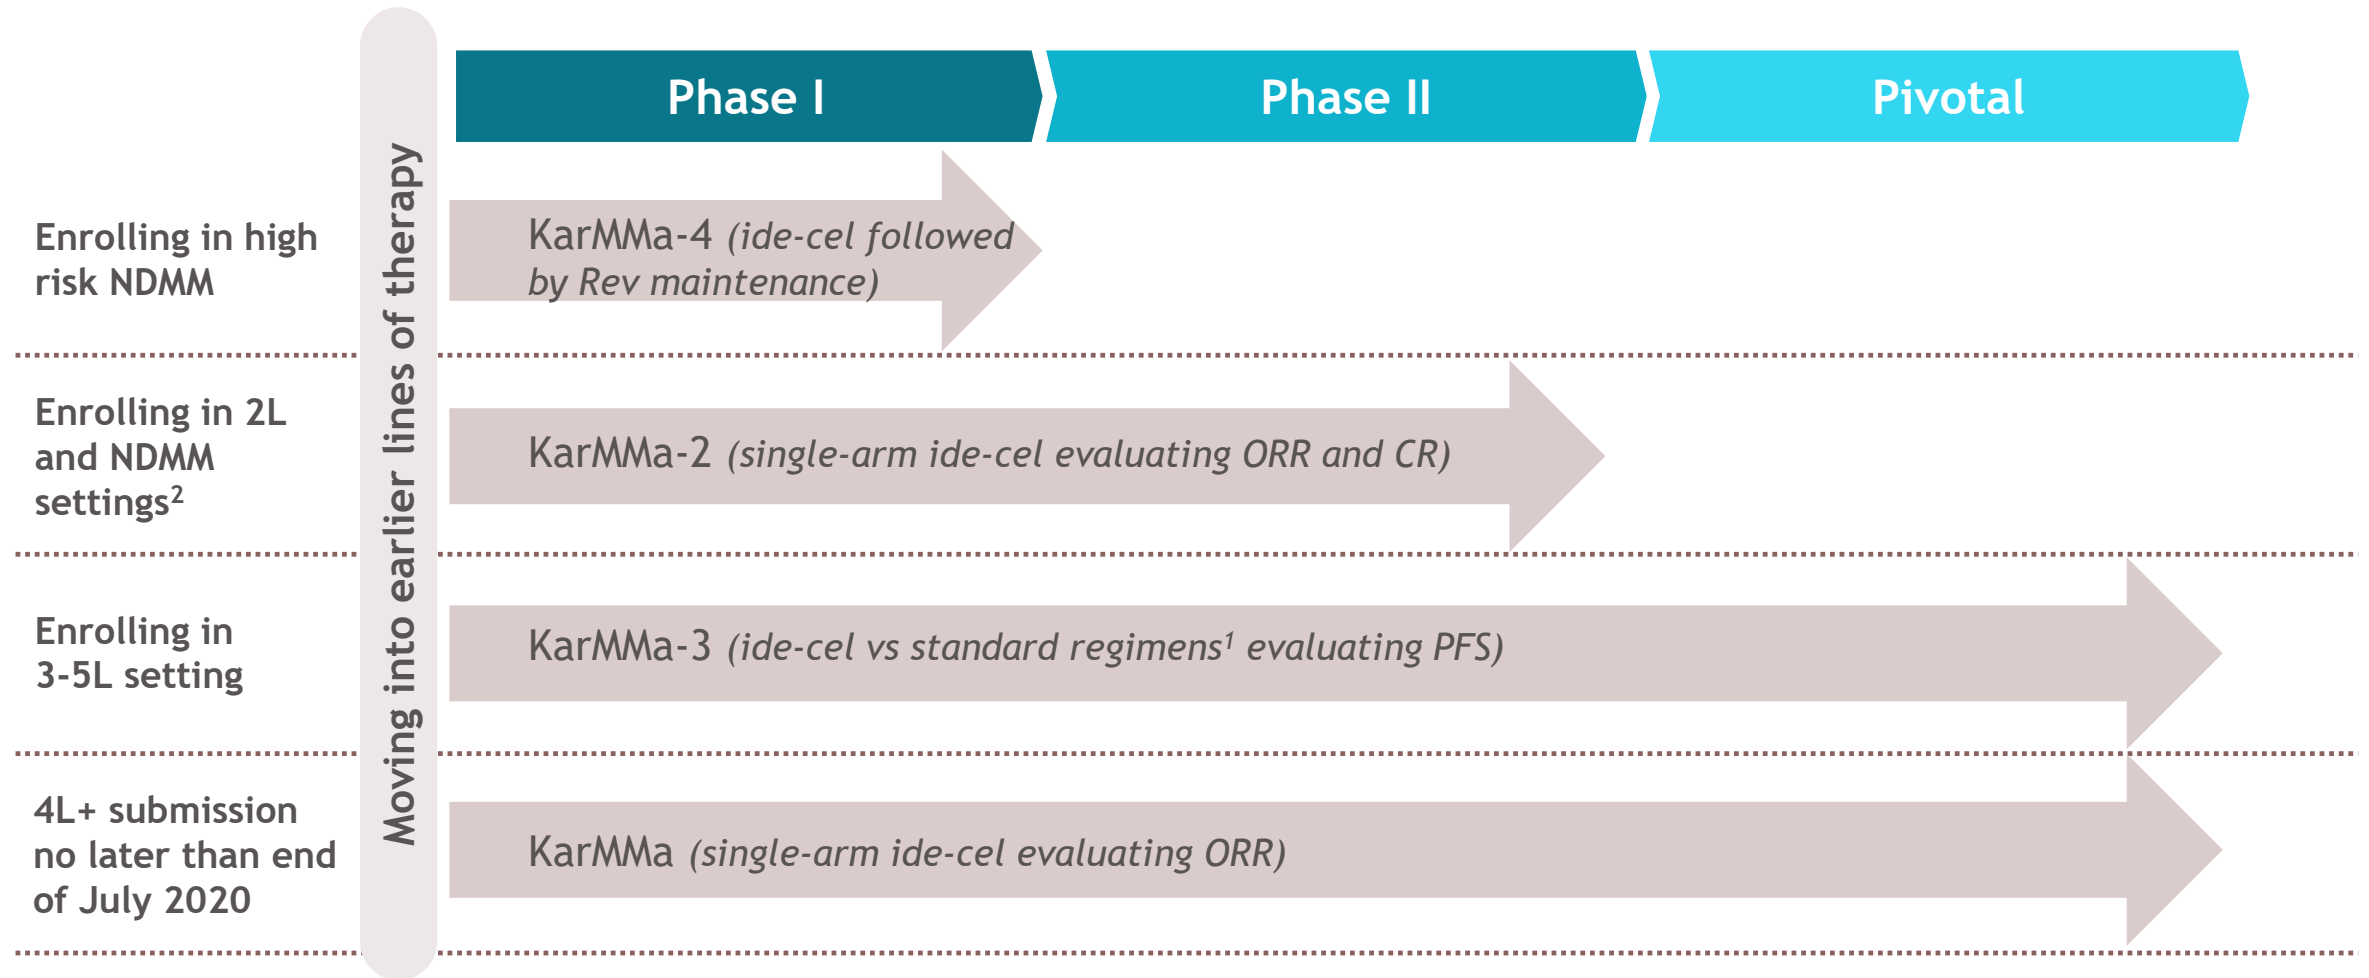 Phase I
Phase II
Pivotal
Moving into earlier lines of therapy
Enrolling in high
risk NDMM
KarMMa-4 (ide-cel followed
by Rev maintenance)
Enrolling in 2L
and NDMM
settings²
KarMMa-2 (single-arm ide-cel evaluating ORR and CR)
Enrolling in
3-5L setting
KarMMa-3 (ide-cel vs standard regimens¹ evaluating PFS)
4L+ submission
no later than end
of July 2020
KarMMa (single-arm ide-cel evaluating ORR)